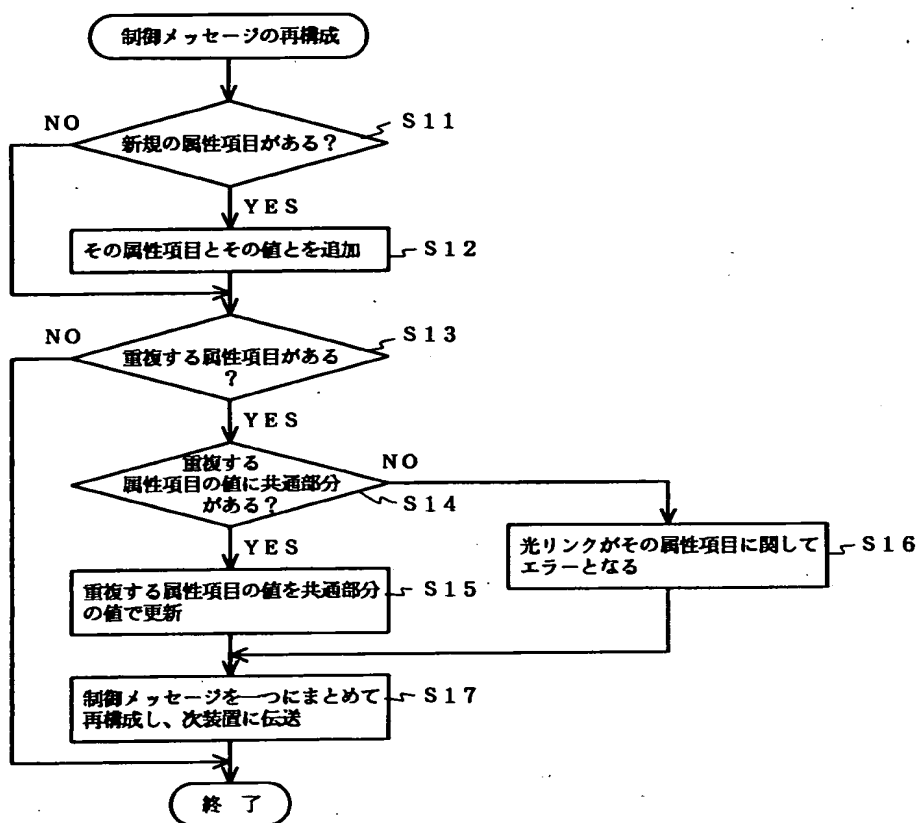 制御メッセージの再構成
NO
新規の属性項目がある?
S11
YES
その属性項目とその値とを追加
S12
NO
重複する属性項目がある
?
S13
YES
重複する
属性項目の値に共通部分
がある?
NO
S14
YES
光リンクがその属性項目に関して
エラーとなる
S16
重複する属性項目の値を共通部分
の値で更新
S15
制御メッセージを一つにまとめて
再構成し、次装置に伝送
S17
終 了